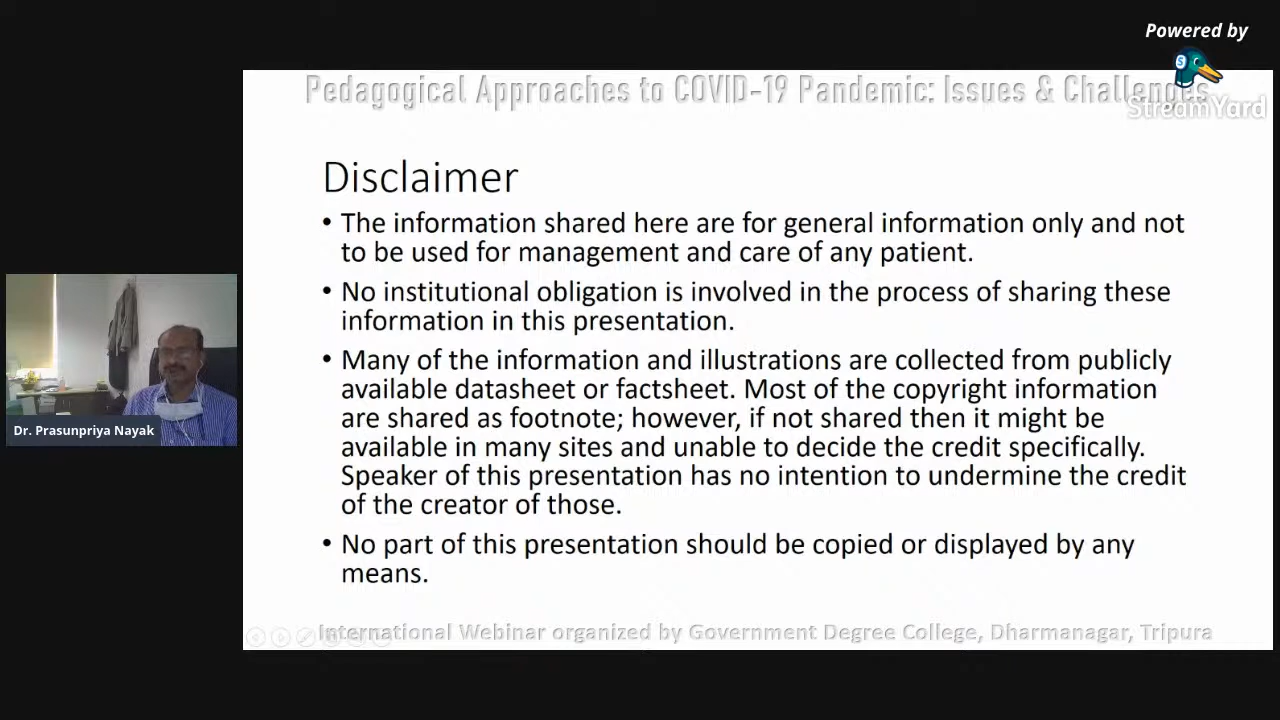 Powered by
StreamYard
Pedagogical Approaches to COVID-19 Pandemic: Issues & Challenges
Disclaimer
• The information shared here are for general information only and not
to be used for management and care of any patient.
• No institutional obligation is involved in the process of sharing these
information in this presentation.
• Many of the information and illustrations are collected from publicly
available datasheet or factsheet. Most of the copyright information
are shared as footnote; however, if not shared then it might be
available in many sites and unable to decide the credit specifically.
Speaker of this presentation has no intention to undermine the credit
of the creator of those.
• No part of this presentation should be copied or displayed by any
means.
Dr. Prasunpriya Nayak
International Webinar organized by Government Degree College, Dharmanagar, Tripura